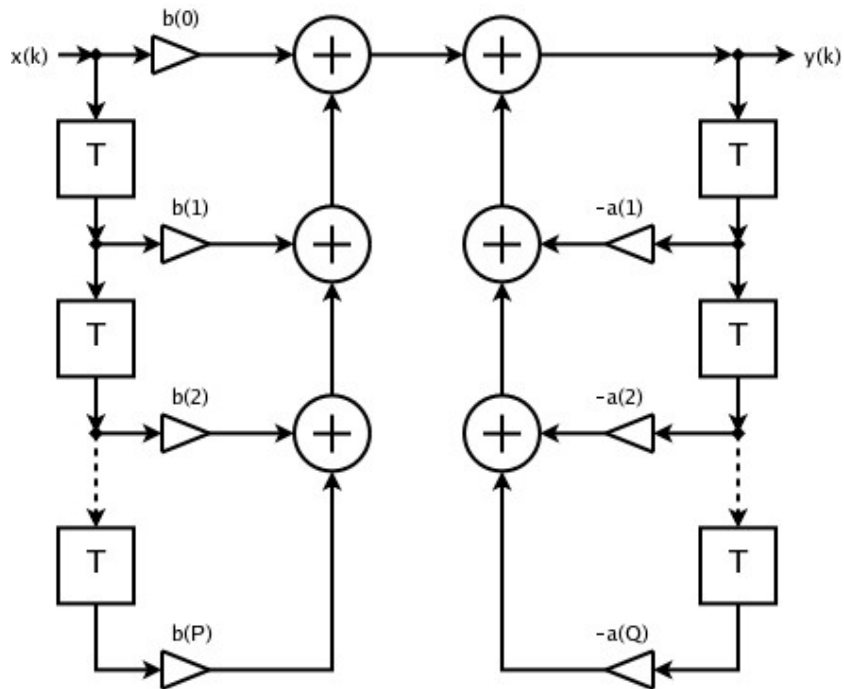 b(0)
x(k) + + y(k)
T T
b(1) -a(1)
+ +
T T
b(2) -a(2)
+ +
T T
b(P) -a(Q)